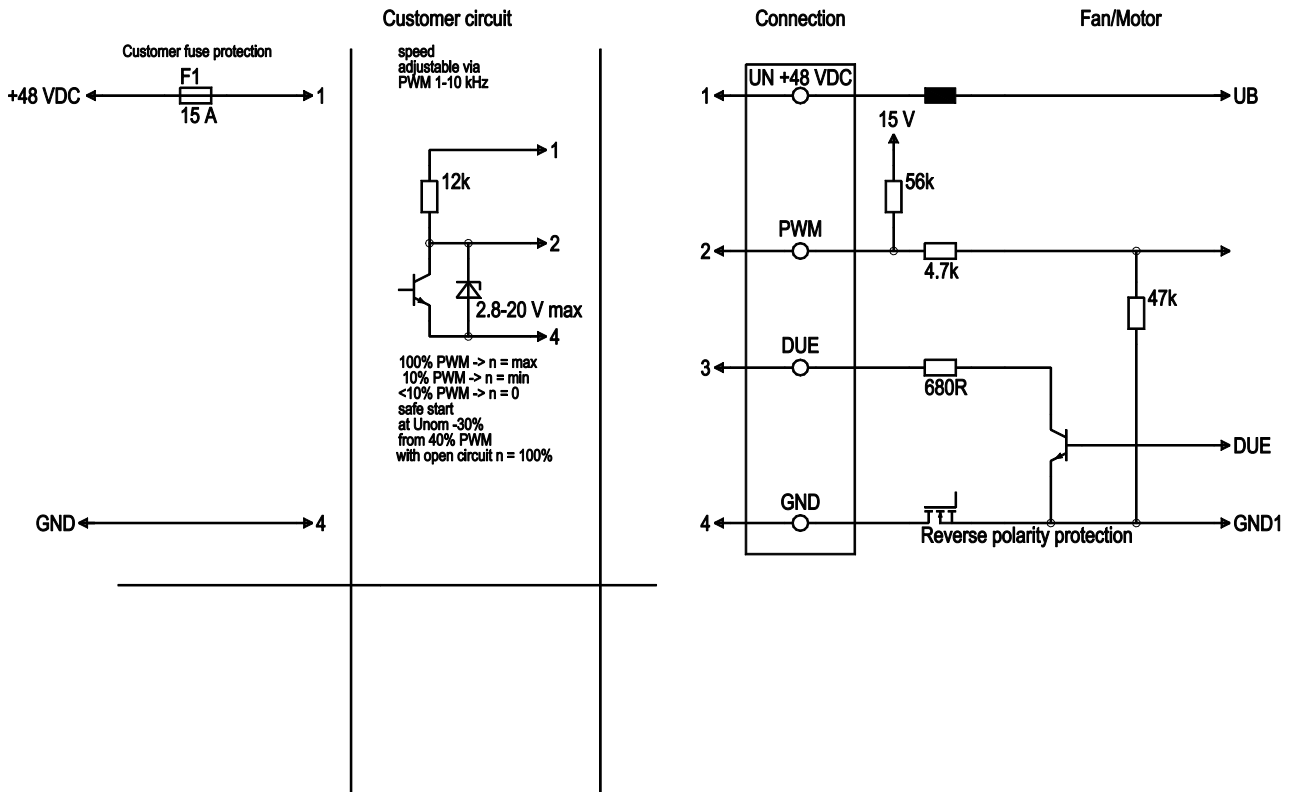 Customer circuit
Connection
Fan/Motor
Customer fuse protection
F1
+48 VDC
15 A
1
GND
4
speed
adjustable via
PWM 1-10 kHz
1
12k
2
2.8-20 V max
4
100% PWM -> n = max
10% PWM -> n = min
<10% PWM -> n = 0
safe start
at Unom -30%
from 40% PWM
with open circuit n = 100%
UN +48 VDC
1
UB
15 V
56k
PWM
2
4.7k
47k
DUE
3
680R
DUE
GND
4
GND1
Reverse polarity protection